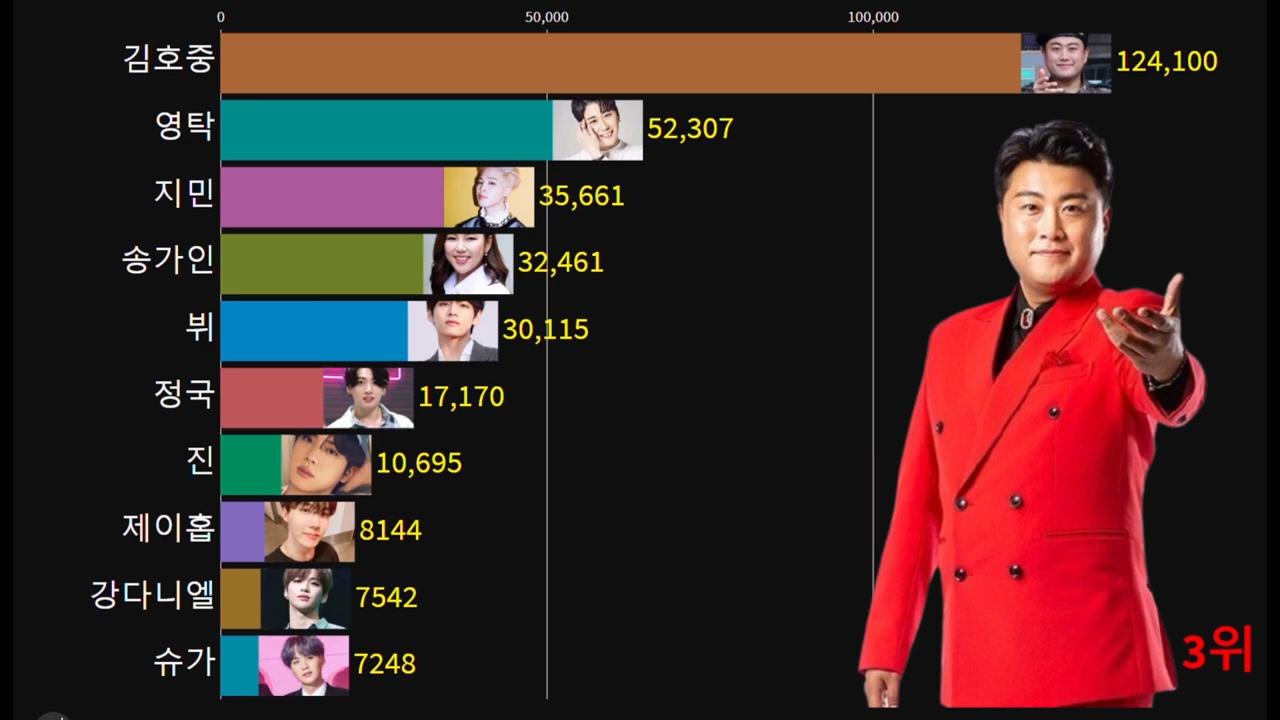 0 50,000 100,000
김호중 124,100
영탁 52,307
지민 35,661
송가인 32,461
뷔 30,115
정국 17,170
진 10,695
제이홉 8144
강다니엘 7542
슈가 7248
3위